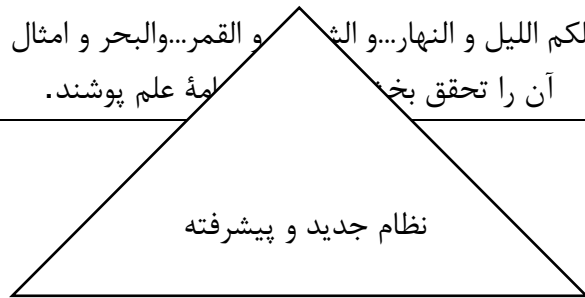 لكم الليل و النهار...و و القمر...والبحر و امثال
آن را تحقق علم پوشند.
نظام جدید و پیشرفته